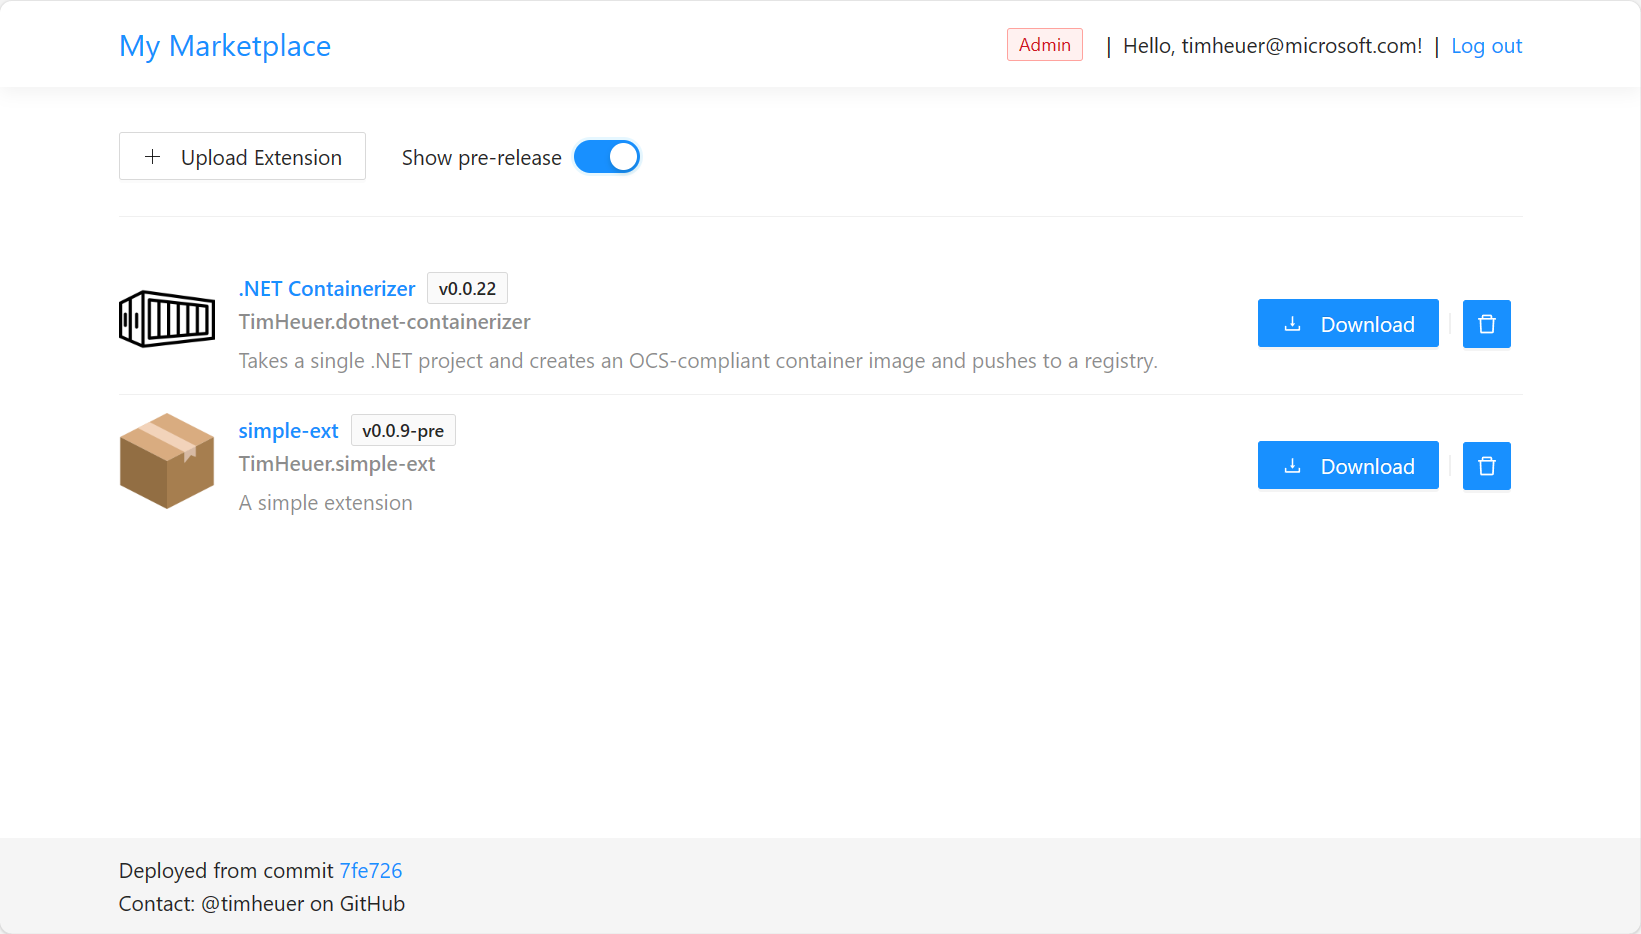 My Marketplace
Admin | Hello, timheuer@microsoft.com! | Log out
Upload Extension Show pre-release
.NET Containerizer v0.0.22
TimHeuer.dotnet-containerizer
Download
Takes a single .NET project and creates an OCS-compliant container image and pushes to a registry.
simple-ext v0.0.9-pre
TimHeuer.simple-ext
Download
A simple extension
Deployed from commit 7fe726
Contact: @timheuer on GitHub